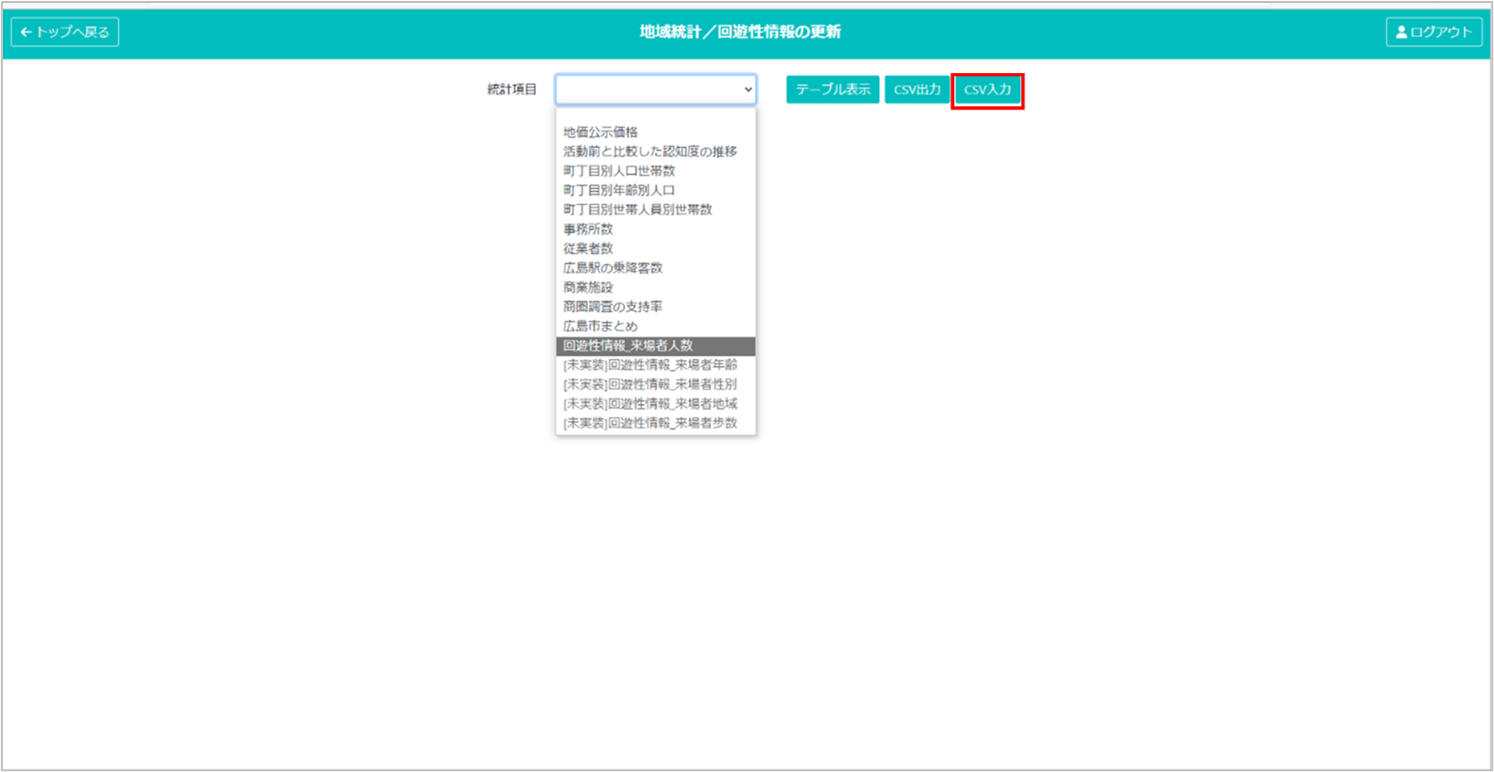 トップへ戻る
地域統計／回遊性情報の更新
ログアウト
統計項目
テーブル表示
CSV出力
CSV入力
地価公示価格
活動前と比較した認知度の推移
町丁目別人口世帯数
町丁目別年齢別人口
町丁目別世帯人員別世帯数
事務所数
従業者数
広島駅の乗降客数
商業施設
商圏調査の支持率
広島市まとめ
回遊性情報_来場者人数
[未実装]回遊性情報_来場者年齢
[未実装]回遊性情報_来場者性別
[未実装]回遊性情報_来場者地域
[未実装]回遊性情報_来場者歩数